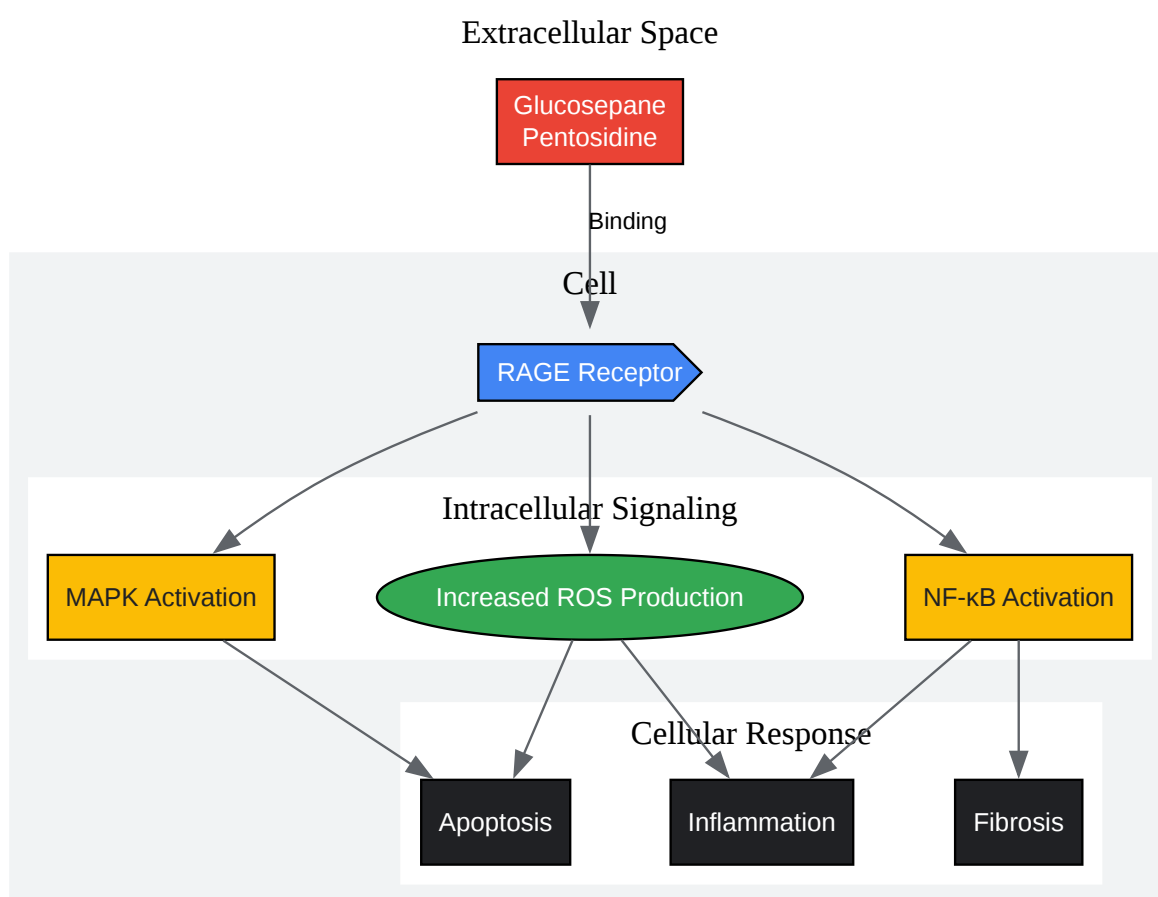 Extracellular Space
Glucosepane
Pentosidine
Binding
Cell
RAGE Receptor
Intracellular Signaling
MAPK Activation
Increased ROS Production
NF-κB Activation
Cellular Response
Apoptosis
Inflammation
Fibrosis